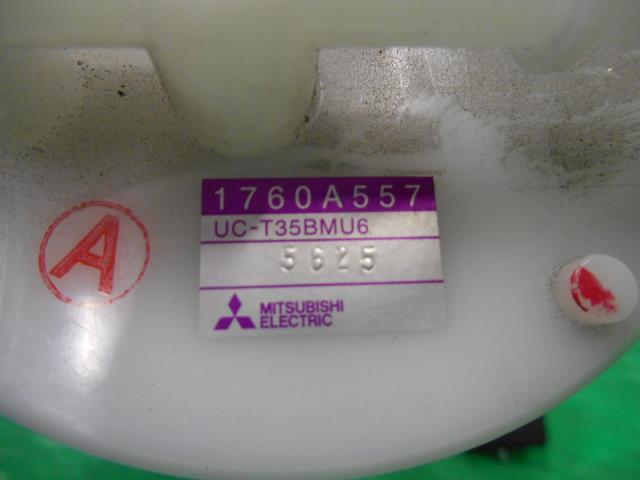 1760A557
UC-T35BMU6
5625
MITSUBISHI
ELECTRIC
A